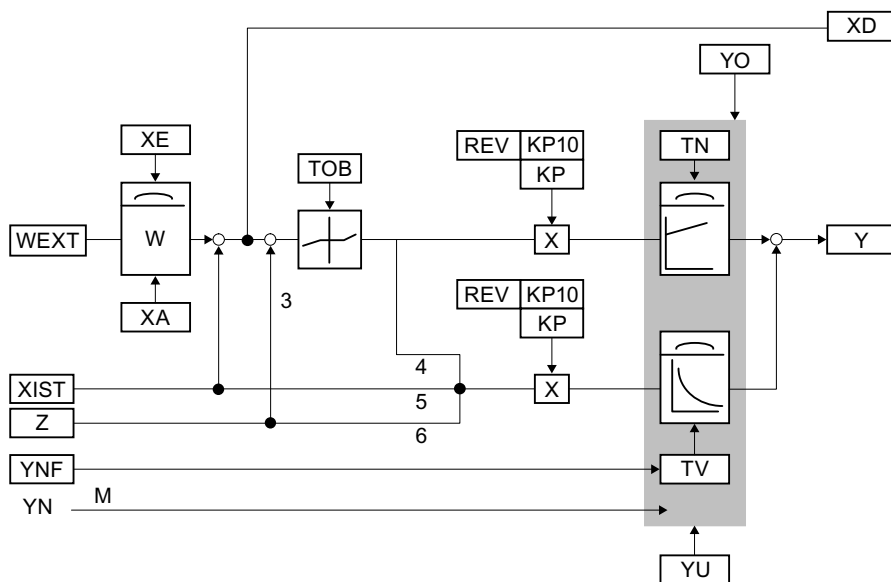 XD
YO
XE
REV KP10
TN
TOB
KP
WEXT
W
X
Y
3
REV KP10
XA
KP
4
XIST
5
X
Z
6
YNF
TV
YN
M
YU